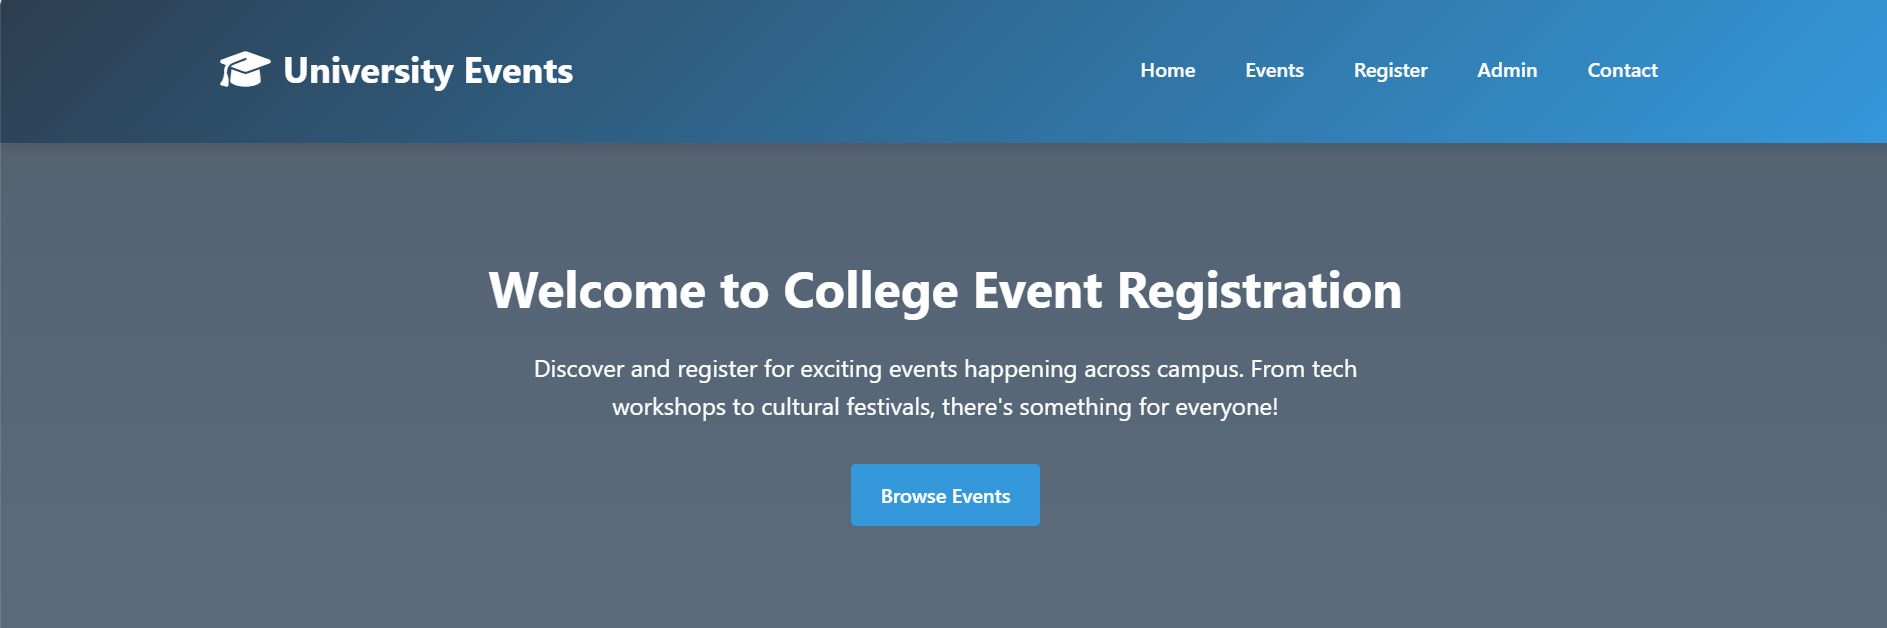 University Events
Home Events Register Admin Contact
Welcome to College Event Registration
Discover and register for exciting events happening across campus. From tech
workshops to cultural festivals, there's something for everyone!
Browse Events